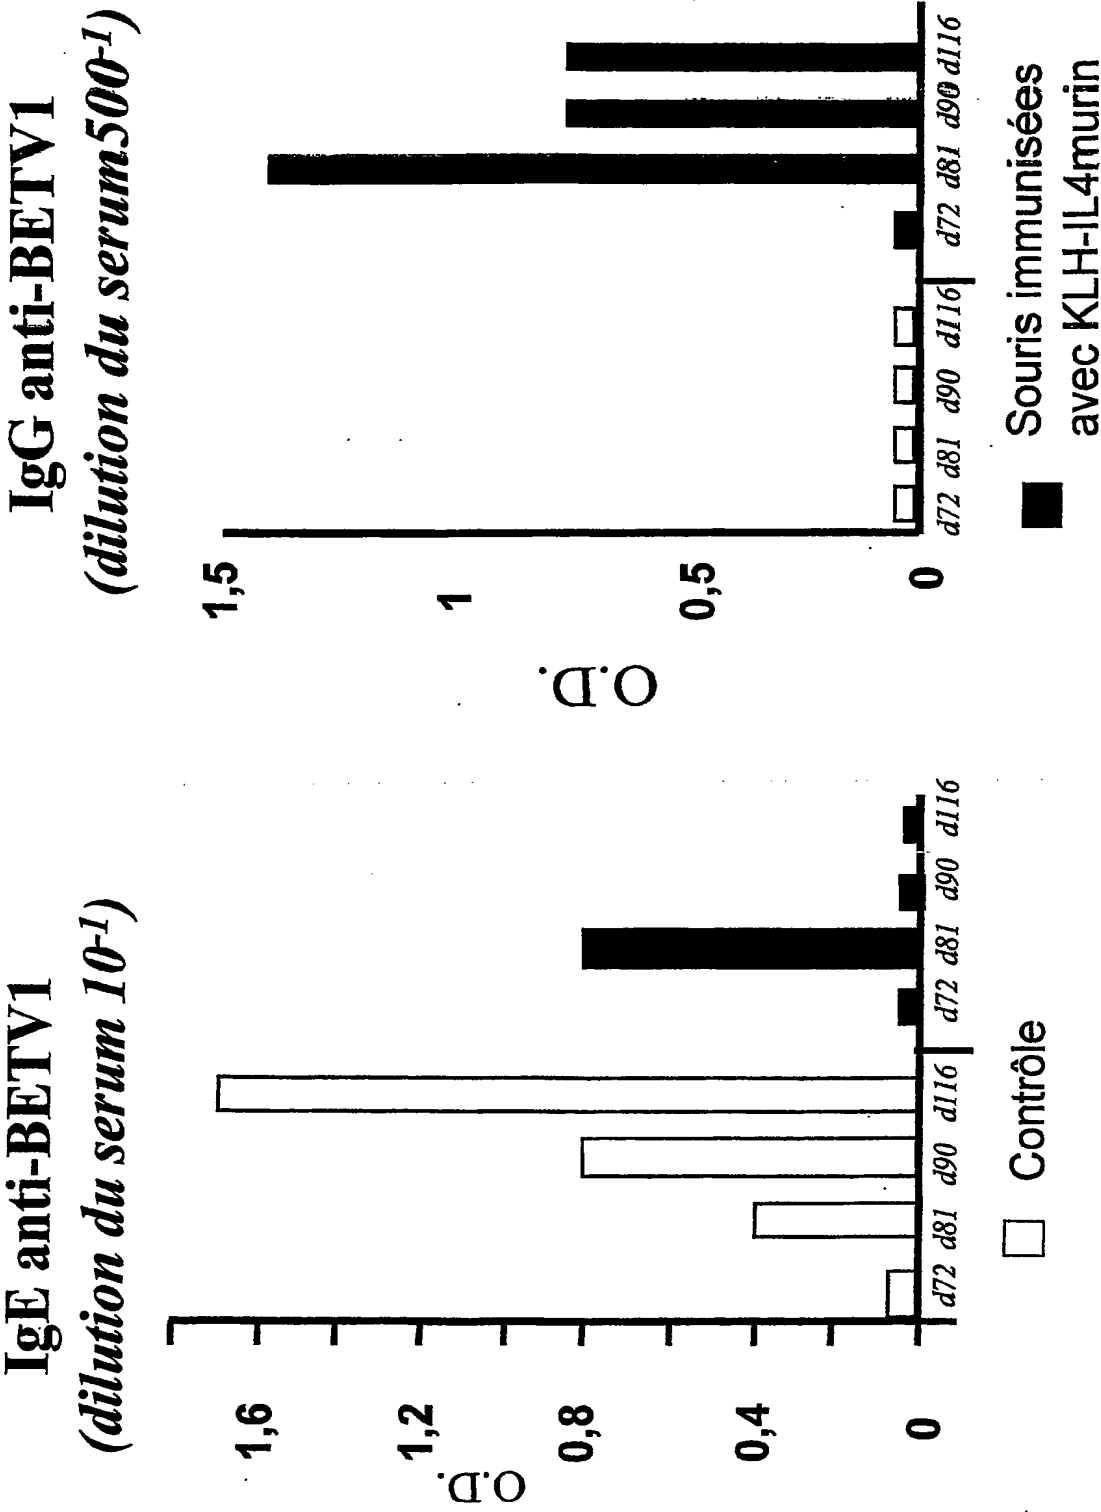 IgE anti-BETV1
(dilution du serum 10-1)
O.D.
1,6
1,2
0,8
0,4
0
d72 d81 d90 d116 d72 d81 d90 d116
Contrôle
IgG anti-BETV1
(dilution du serum500-1)
O.D.
1,5
1
0,5
0
d72 d81 d90 d116 d72 d81 d90 d116
Souris immunisées
avec KLH-IL4murin